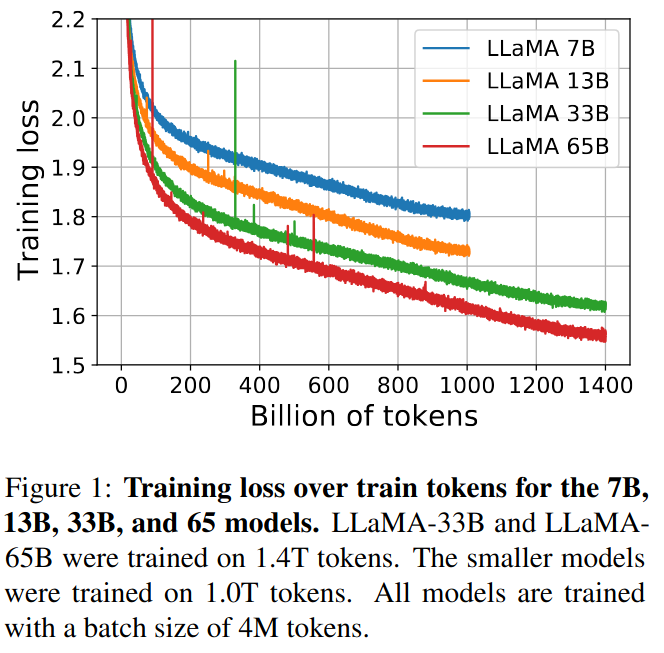 2.2
2.1
2.0
1.9
1.8
1.7
1.6
1.5
Training loss
LLaMA 7B
LLaMA 13B
LLaMA 33B
LLaMA 65B
0 200 400 600 800 1000 1200 1400
Billion of tokens
Figure 1: Training loss over train tokens for the 7B,
13B, 33B, and 65 models. LLaMA-33B and LLaMA-
65B were trained on 1.4T tokens. The smaller models
were trained on 1.0T tokens. All models are trained
with a batch size of 4M tokens.